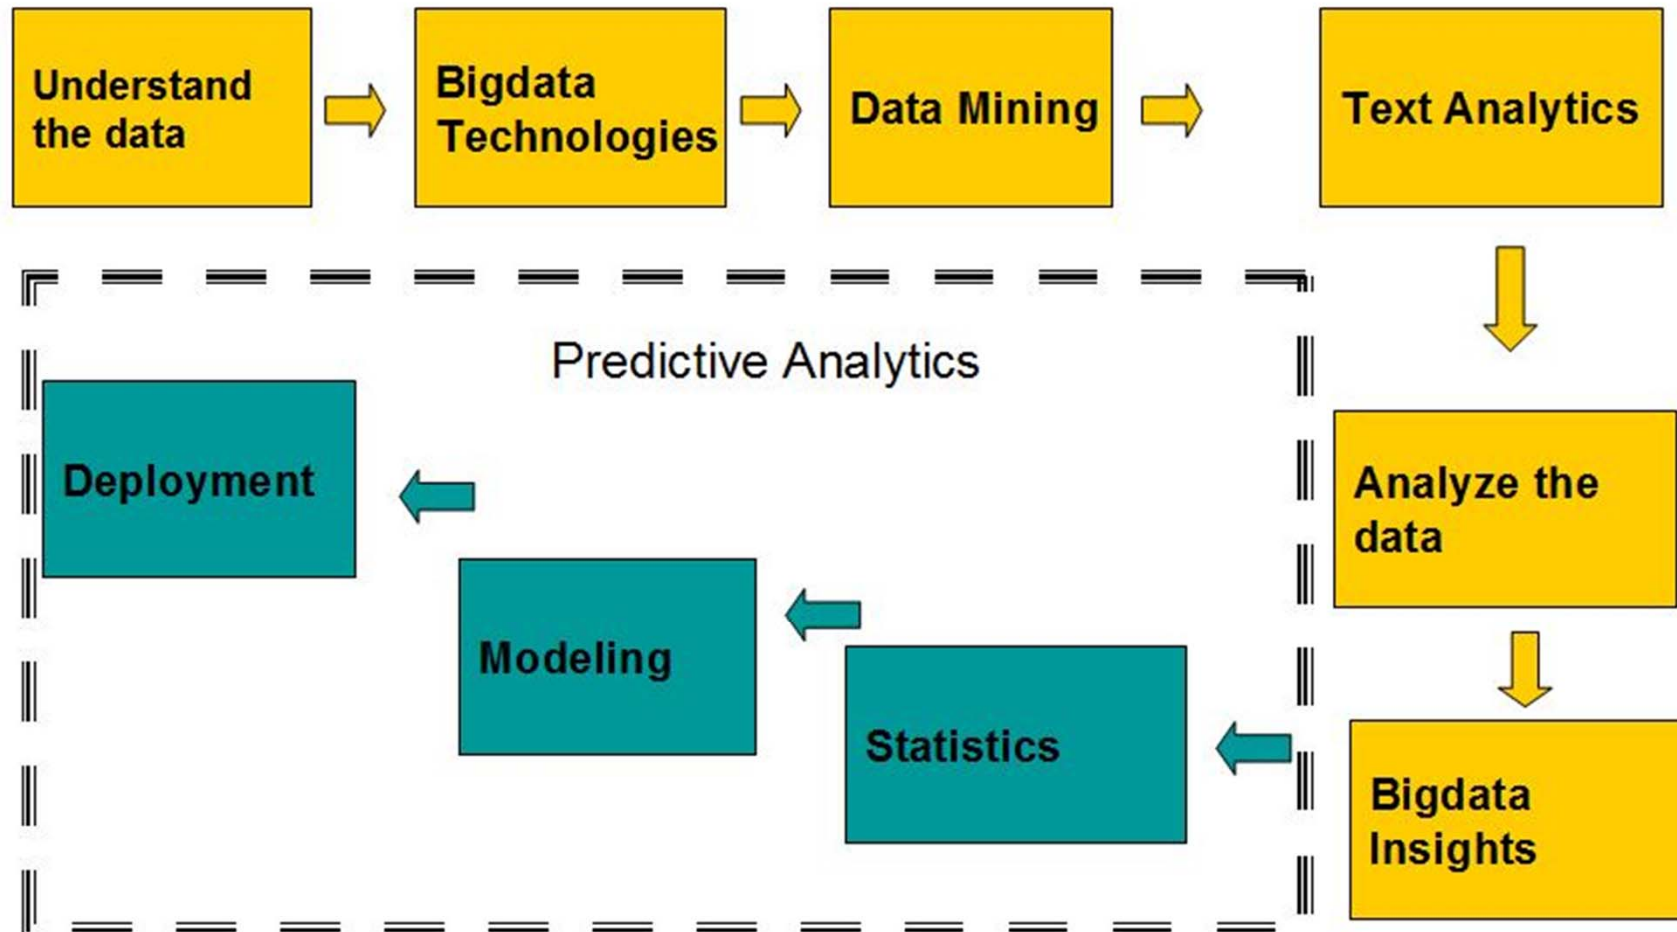 Understand
the data
Bigdata
Technologies
Data Mining
Text Analytics
Predictive Analytics
Deployment
Analyze the
data
Modeling
Statistics
Bigdata
Insights